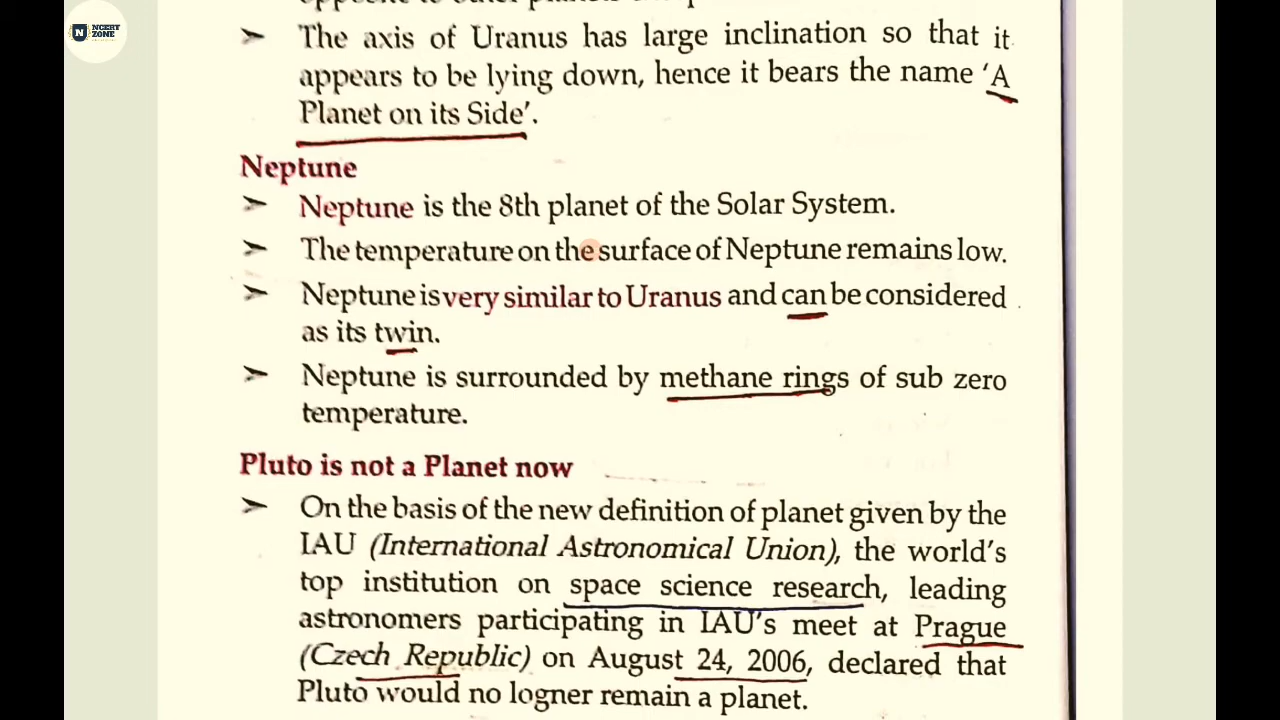 NCERT
ZONE
The axis of Uranus has large inclination so that it
appears to be lying down, hence it bears the name 'A
Planet on its Side'.
Neptune
Neptune is the 8th planet of the Solar System.
The temperature on the surface of Neptune remains low.
Neptune is very similar to Uranus and can be considered
as its twin.
Neptune is surrounded by methane rings of sub zero
temperature.
Pluto is not a Planet now
On the basis of the new definition of planet given by the
IAU (International Astronomical Union), the world's
top institution on space science research, leading
astronomers participating in IAU's meet at Prague
(Czech Republic) on August 24, 2006, declared that
Pluto would no logner remain a planet.